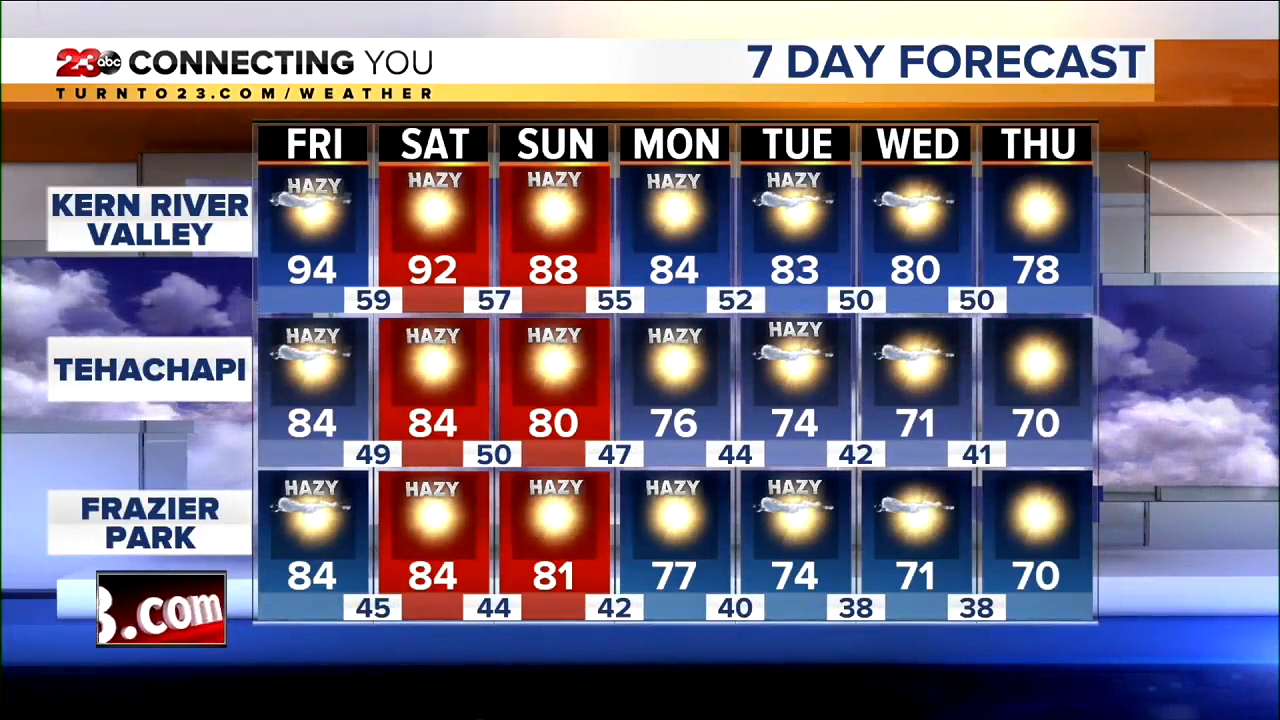 23 abc CONNECTING YOU
7 DAY FORECAST
TURNTO23.COM/WEATHER
FRI SAT SUN MON TUE WED THU
KERN RIVER
VALLEY
HAZY HAZY HAZY HAZY HAZY
94 92 88 84 83 80 78
59 57 55 52 50 50
TEHACHAPI
HAZY HAZY HAZY HAZY HAZY
84 84 80 76 74 71 70
49 50 47 44 42 41
FRAZIER
PARK
HAZY HAZY HAZY HAZY HAZY
84 84 81 77 74 71 70
45 44 42 40 38 38
3.com